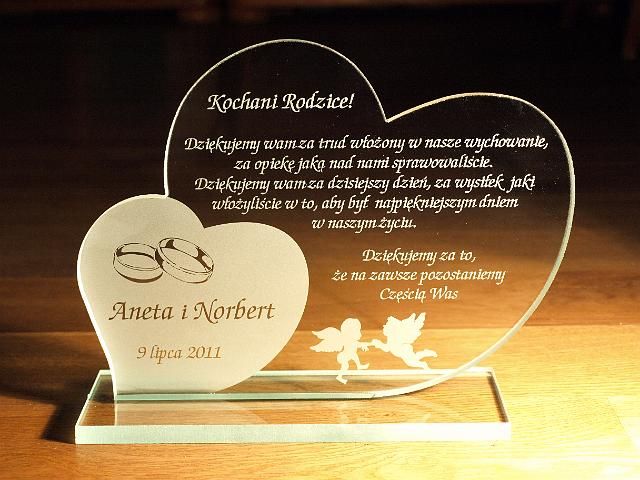 Kochani Rodzice!
Dziękujemy wam za trud włożony w nasze wychowanie,
za opiekę jaką nad nami sprawowaliście.
Dziękujemy wam za dzisiejszy dzień, za wysiłek jaki
włożyliście w to, aby był najpiękniejszym dniem
w naszym życiu.
Dziękujemy za to,
że na zawsze pozostaniemy
Częścią Was
Aneta i Norbert
9 lipca 2011